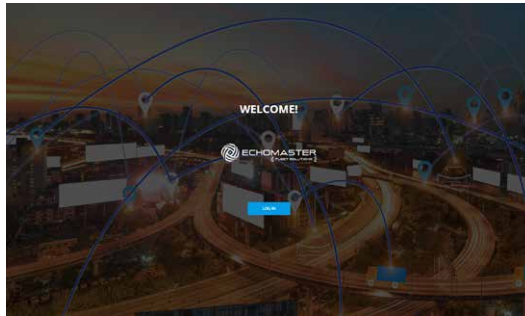 WELCOME!
ECHOMASTER
[ FLEET SOLUTIONS ]
LOG IN